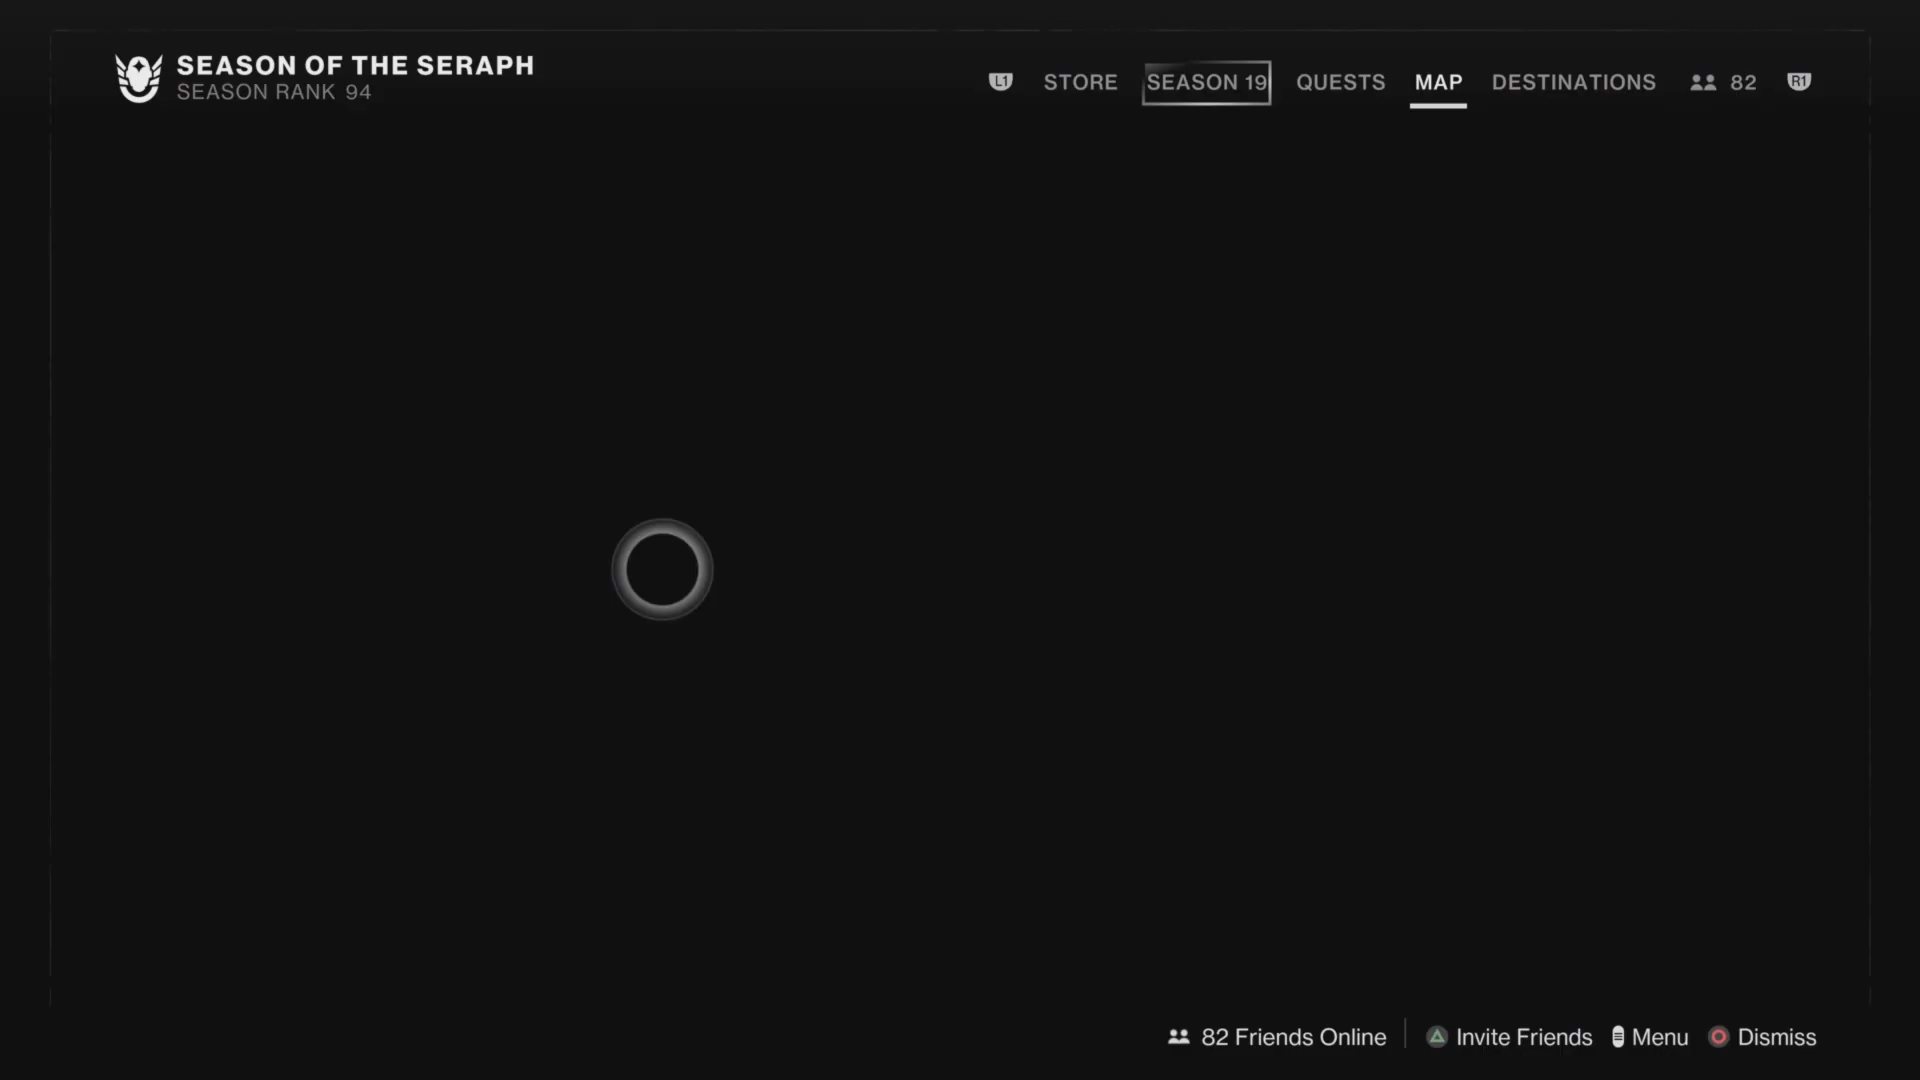 SEASON OF THE SERAPH
SEASON RANK 94
L1 STORE SEASON 19 QUESTS MAP DESTINATIONS 82 R1
82 Friends Online Invite Friends Menu Dismiss